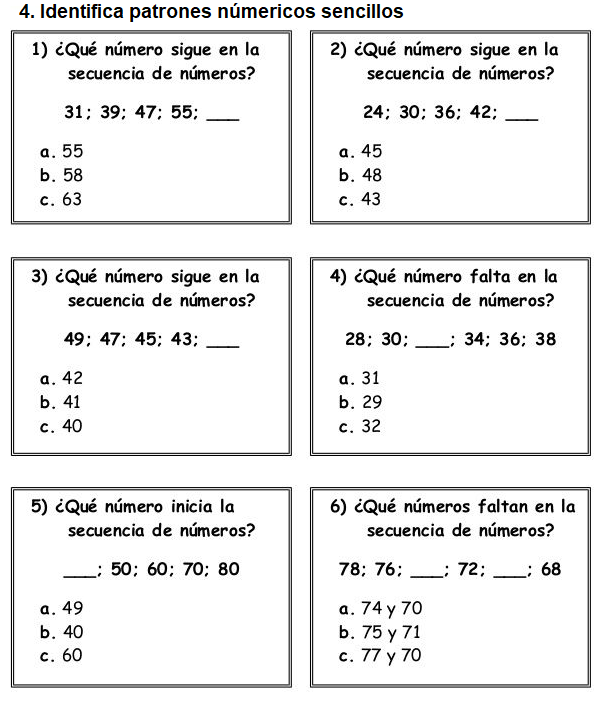 4. Identifica patrones númericos sencillos
1) ¿Qué número sigue en la
secuencia de números?
31; 39; 47; 55; ___
a. 55
b. 58
c. 63
2) ¿Qué número sigue en la
secuencia de números?
24; 30; 36; 42; ___
a. 45
b. 48
c. 43
3) ¿Qué número sigue en la
secuencia de números?
49; 47; 45; 43; ___
a. 42
b. 41
c. 40
4) ¿Qué número falta en la
secuencia de números?
28; 30; ___; 34; 36; 38
a. 31
b. 29
c. 32
5) ¿Qué número inicia la
secuencia de números?
___; 50; 60; 70; 80
a. 49
b. 40
c. 60
6) ¿Qué números faltan en la
secuencia de números?
78; 76; ___; 72; ___; 68
a. 74 y 70
b. 75 y 71
c. 77 y 70